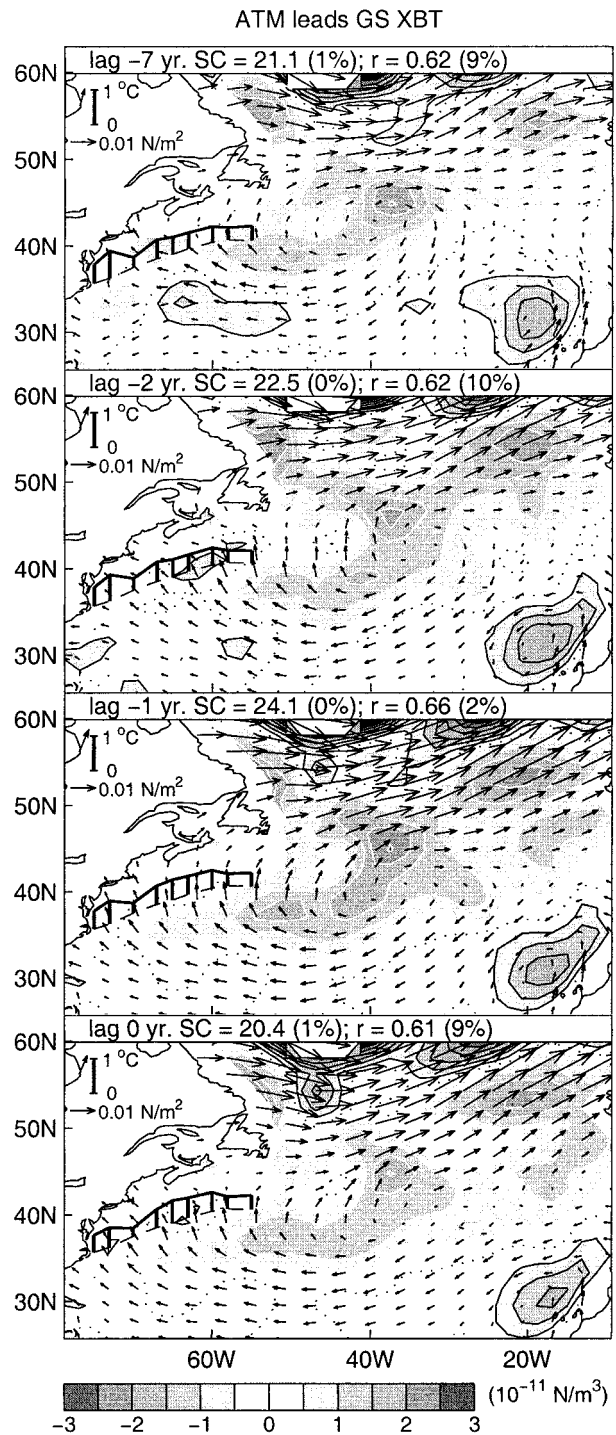 ATM leads GS XBT
lag −7 yr. SC = 21.1 (1%); r = 0.62 (9%)
60N
1 °C
0
0.01 N/m²
50N
40N
30N
lag −2 yr. SC = 22.5 (0%); r = 0.62 (10%)
60N
1 °C
0
0.01 N/m²
50N
40N
30N
lag −1 yr. SC = 24.1 (0%); r = 0.66 (2%)
60N
1 °C
0
0.01 N/m²
50N
40N
30N
lag 0 yr. SC = 20.4 (1%); r = 0.61 (9%)
60N
1 °C
0
0.01 N/m²
50N
40N
30N
60W 40W 20W
(10⁻¹¹ N/m³)
−3 −2 −1 0 1 2 3